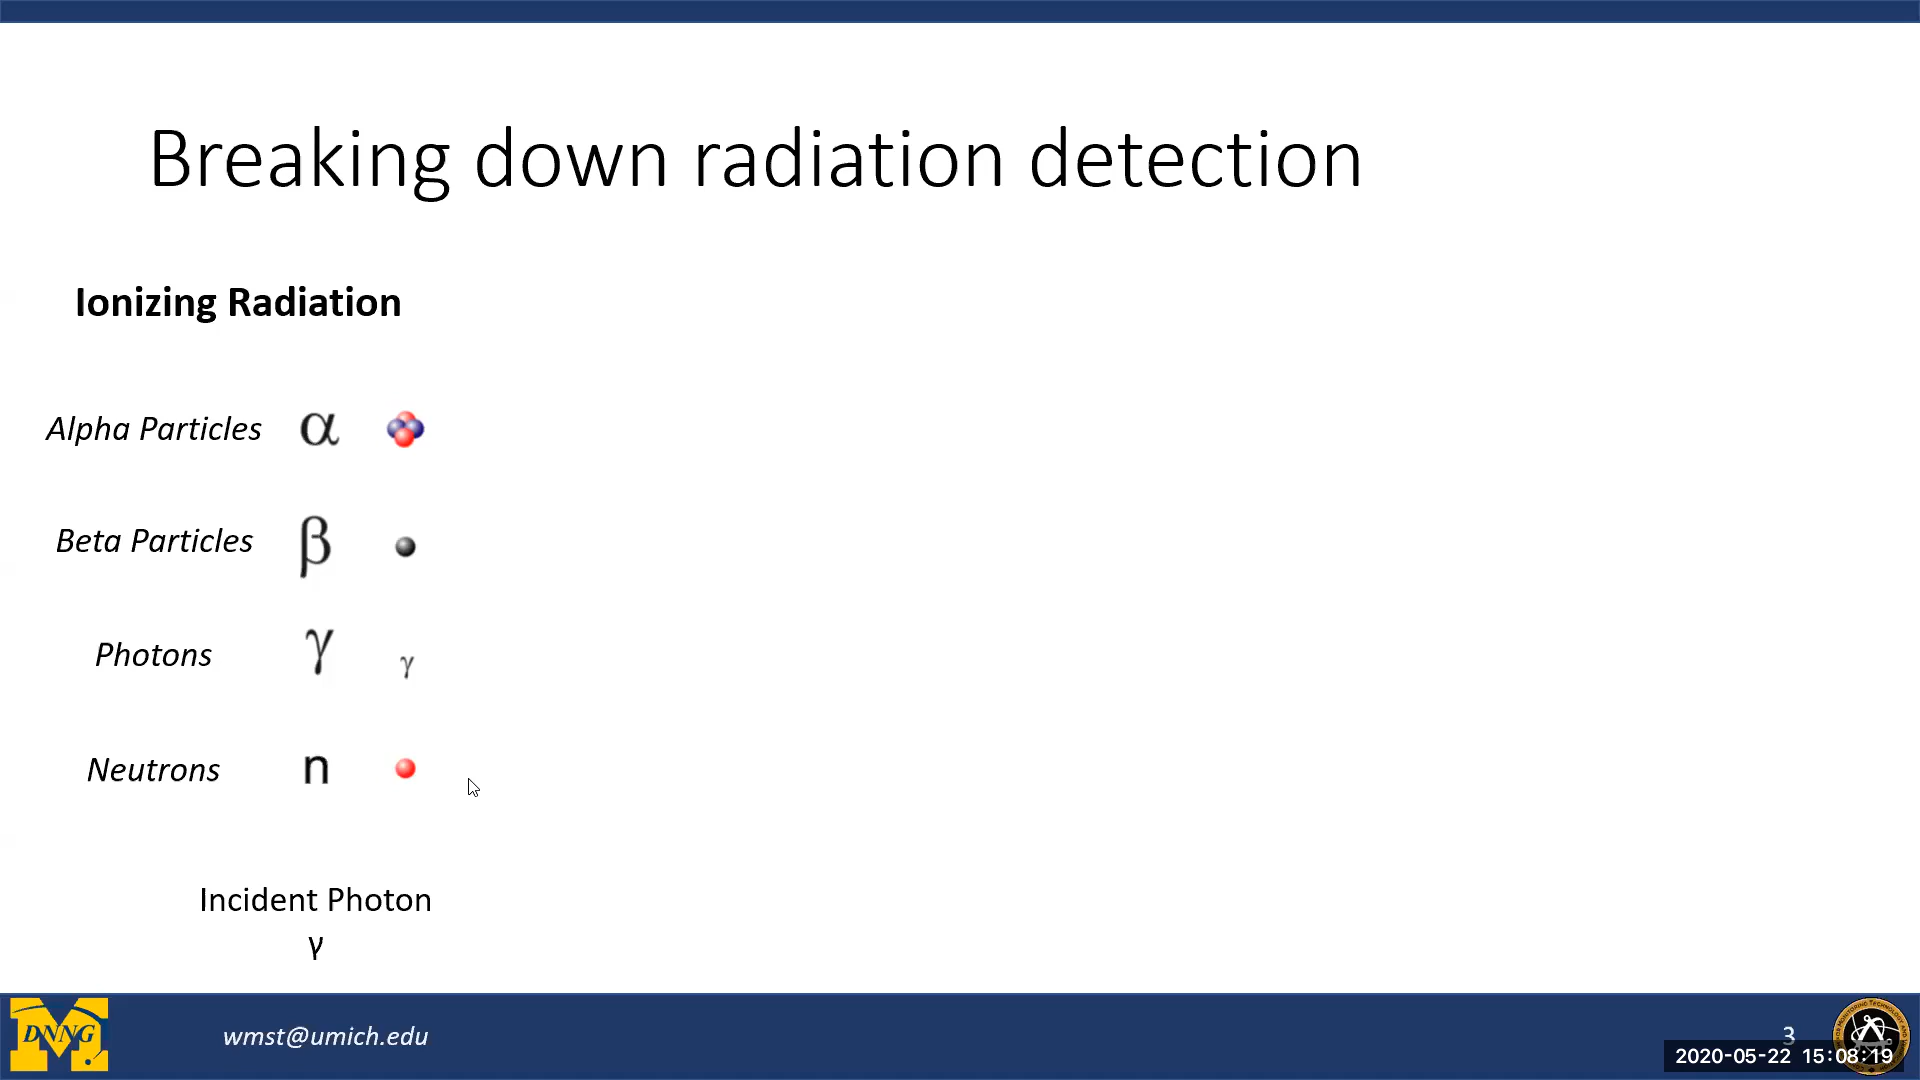 Breaking down radiation detection
Ionizing Radiation
Alpha Particles α
Beta Particles β
Photons γ γ
Neutrons n
Incident Photon
γ
DNNG
wmst@umich.edu
3
2020-05-22 15:08:19